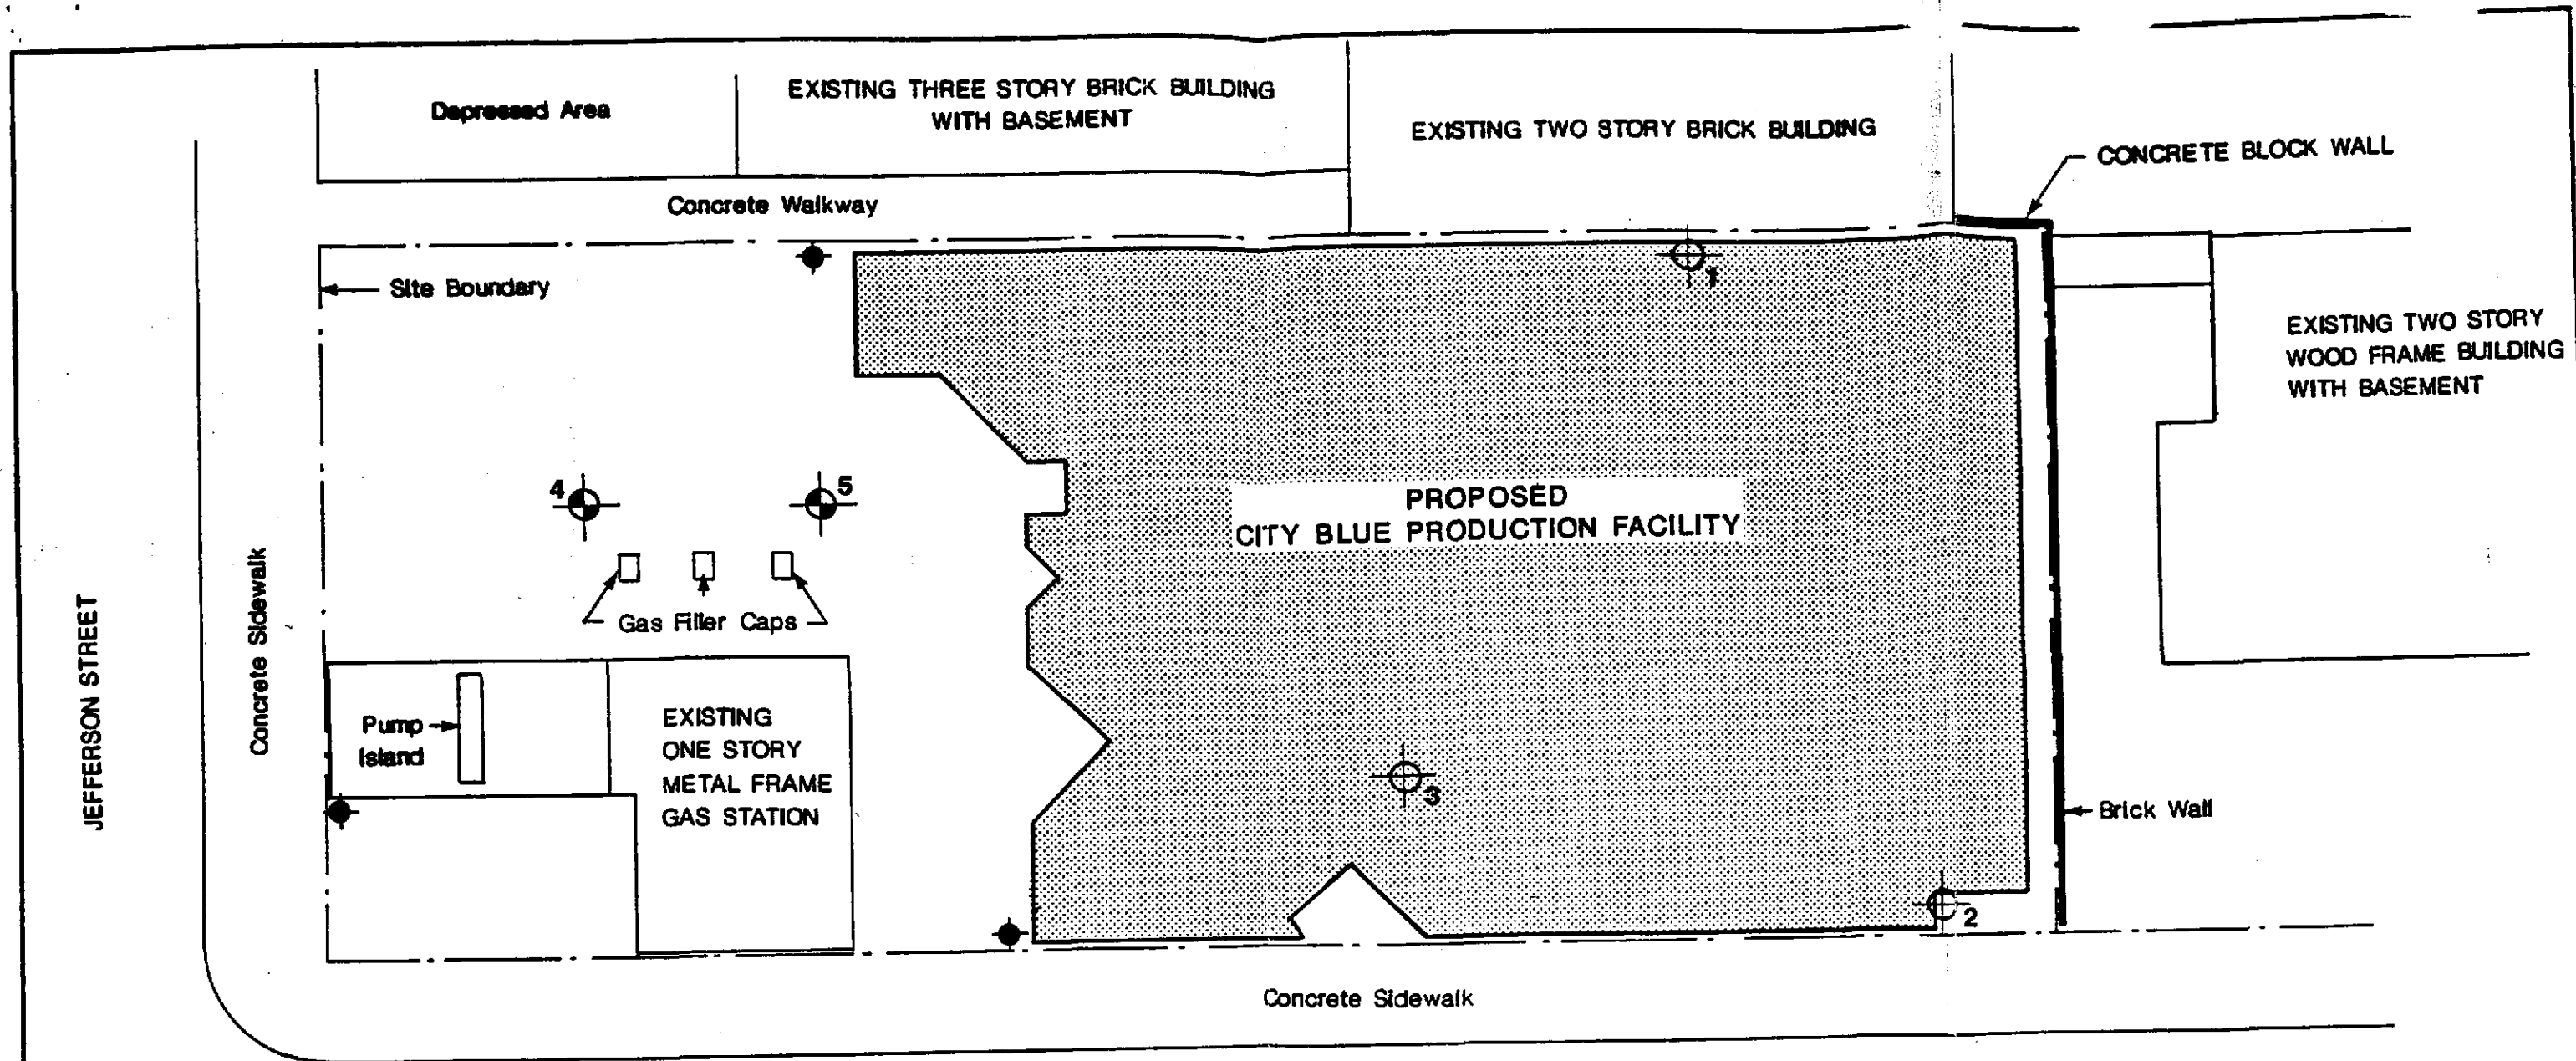 Depressed Area
EXISTING THREE STORY BRICK BUILDING
WITH BASEMENT
EXISTING TWO STORY BRICK BUILDING
CONCRETE BLOCK WALL
Concrete Walkway
Site Boundary
1
EXISTING TWO STORY
WOOD FRAME BUILDING
WITH BASEMENT
4
5
PROPOSED
CITY BLUE PRODUCTION FACILITY
Gas Filler Caps
JEFFERSON STREET
Concrete Sidewalk
Pump
Island
EXISTING
ONE STORY
METAL FRAME
GAS STATION
3
Brick Wall
2
Concrete Sidewalk